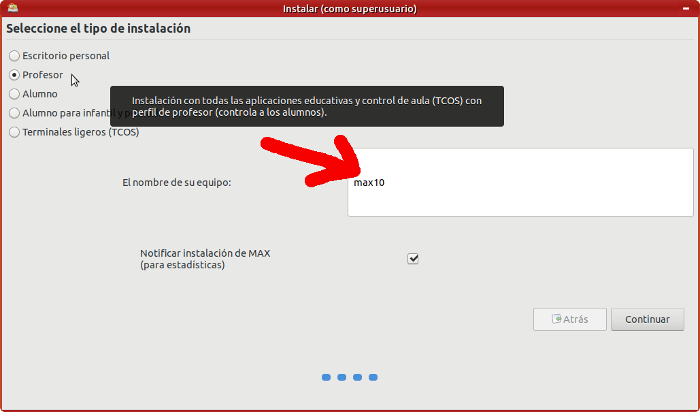 Instalar (como superusuario)
Seleccione el tipo de instalación
Escritorio personal
Profesor
Alumno
Instalación con todas las aplicaciones educativas y control de aula (TCOS) con
perfil de profesor (controla a los alumnos).
Alumno para infantil y p
Terminales ligeros (TCOS)
El nombre de su equipo:
max10
Notificar instalación de MAX
(para estadísticas)
Atrás
Continuar